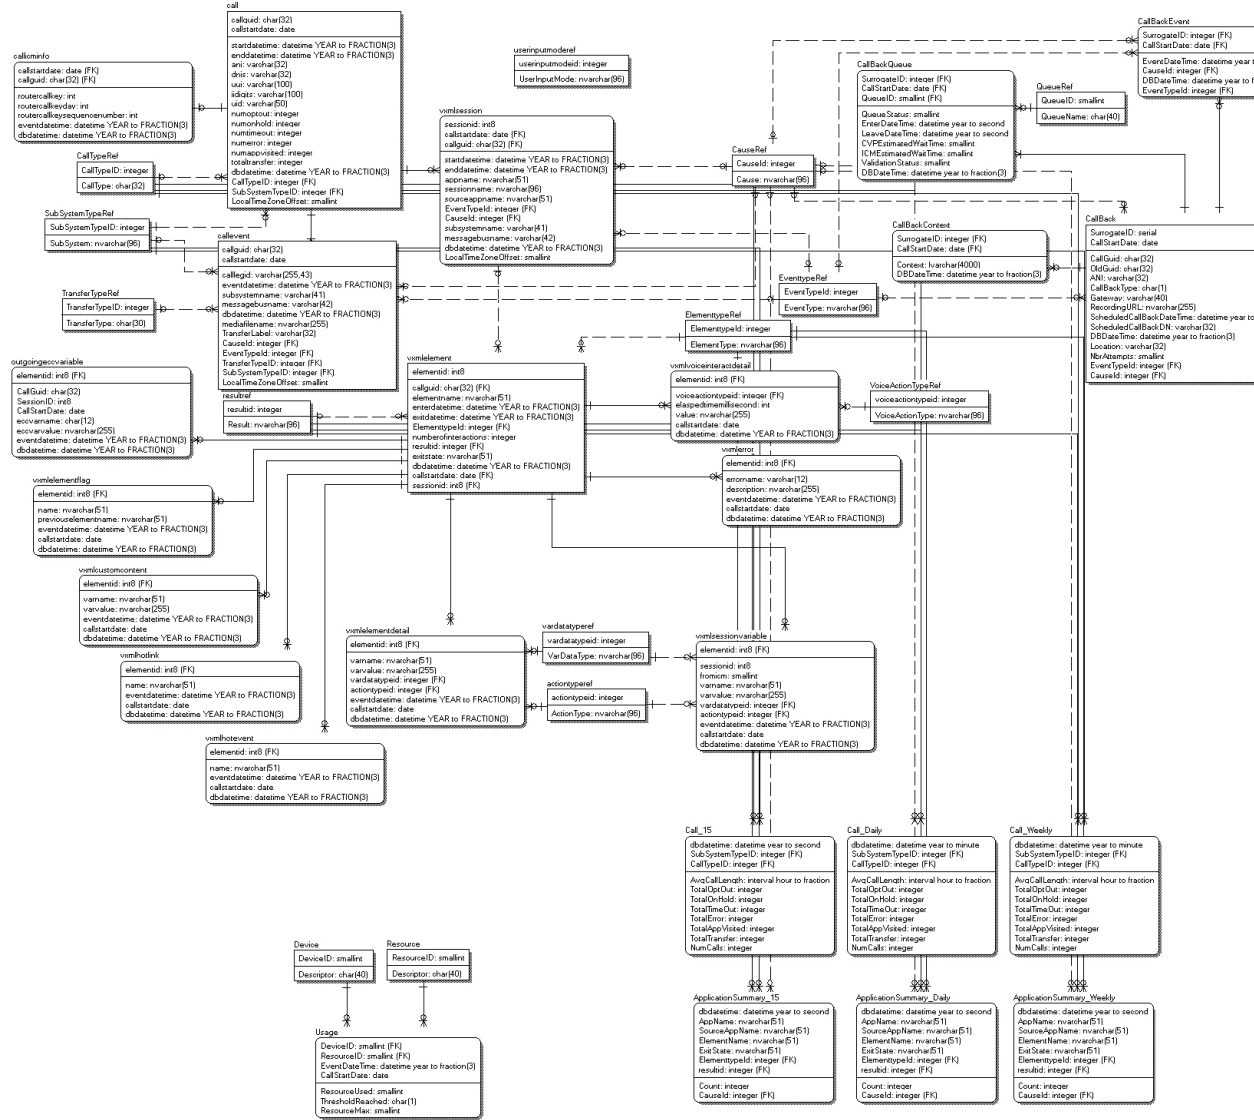 call
callguid: char(32)
callstartdate: date
startdatetime: datetime YEAR to FRACTION(3)
enddatetime: datetime YEAR to FRACTION(3)
ani: varchar(32)
dnis: varchar(32)
uui: varchar(100)
iidigits: varchar(100)
uid: varchar(50)
numoptout: integer
numonhold: integer
numtimeout: integer
numerror: integer
numappvisited: integer
totaltransfer: integer
dbdatetime: datetime YEAR to FRACTION(3)
CallTypeID: integer (FK)
SubSystemTypeID: integer (FK)
LocalTimeZoneOffset: smallint
callicminfo
callstartdate: date (FK)
callguid: char(32) (FK)
routercallkey: int
routercallkeyday: int
routercallkeysequencenumber: int
eventdatetime: datetime YEAR to FRACTION(3)
dbdatetime: datetime YEAR to FRACTION(3)
userinputmoderef
userinputmodeid: integer
UserInputMode: nvarchar(96)
CallBackEvent
SurrogateID: integer (FK)
CallStartDate: date (FK)
EventDateTime: datetime year to
CauseId: integer (FK)
DBDateTime: datetime year to f
EventTypeId: integer (FK)
CallBackQueue
SurrogateID: integer (FK)
CallStartDate: date (FK)
QueueID: smallint (FK)
QueueStatus: smallint
EnterDateTime: datetime year to second
LeaveDateTime: datetime year to second
CVPEstimatedWaitTime: smallint
ICMEstimatedWaitTime: smallint
ValidationStatus: smallint
DBDateTime: datetime year to fraction(3)
QueueRef
QueueID: smallint
QueueName: char(40)
vxmlsession
sessionid: int8
callstartdate: date (FK)
callguid: char(32) (FK)
startdatetime: datetime YEAR to FRACTION(3)
enddatetime: datetime YEAR to FRACTION(3)
appname: nvarchar(51)
sessionname: nvarchar(96)
sourceappname: nvarchar(51)
EventTypeId: integer (FK)
CauseId: integer (FK)
subsystemname: varchar(41)
messagebusname: varchar(42)
dbdatetime: datetime YEAR to FRACTION(3)
LocalTimeZoneOffset: smallint
CauseRef
CauseId: integer
Cause: nvarchar(96)
CallTypeRef
CallTypeID: integer
CallType: char(32)
SubSystemTypeRef
SubSystemTypeID: integer
SubSystem: nvarchar(96)
callevent
callguid: char(32)
callstartdate: date
calllegid: varchar(255,43)
eventdatetime: datetime YEAR to FRACTION(3)
subsystemname: varchar(41)
messagebusname: varchar(42)
dbdatetime: datetime YEAR to FRACTION(3)
mediafilename: nvarchar(255)
TransferLabel: varchar(32)
CauseId: integer (FK)
EventTypeId: integer (FK)
TransferTypeID: integer (FK)
SubSystemTypeID: integer (FK)
LocalTimeZoneOffset: smallint
CallBackContext
SurrogateID: integer (FK)
CallStartDate: date (FK)
Context: lvarchar(4000)
DBDateTime: datetime year to fraction(3)
CallBack
SurrogateID: serial
CallStartDate: date
CallGuid: char(32)
OldGuid: char(32)
ANI: varchar(32)
CallBackType: char(1)
Gateway: varchar(40)
RecordingURL: nvarchar(255)
ScheduledCallBackDateTime: datetime year to
ScheduledCallBackDN: varchar(32)
DBDateTime: datetime year to fraction(3)
Location: varchar(32)
NbrAttempts: smallint
EventTypeId: integer (FK)
CauseId: integer (FK)
EventtypeRef
EventTypeId: integer
EventType: nvarchar(96)
TransferTypeRef
TransferTypeID: integer
TransferType: char(30)
ElementtypeRef
ElementtypeId: integer
ElementType: nvarchar(96)
outgoingeccvariable
elementid: int8 (FK)
CallGuid: char(32)
SessionID: int8
CallStartDate: date
eccvarname: char(12)
eccvarvalue: nvarchar(255)
eventdatetime: datetime YEAR to FRACTION(3)
dbdatetime: datetime YEAR to FRACTION(3)
resultref
resultid: integer
Result: nvarchar(96)
vxmlelement
elementid: int8
callguid: char(32) (FK)
elementname: nvarchar(51)
enterdatetime: datetime YEAR to FRACTION(3)
exitdatetime: datetime YEAR to FRACTION(3)
ElementtypeId: integer (FK)
numberofinteractions: integer
resultid: integer (FK)
exitstate: nvarchar(51)
dbdatetime: datetime YEAR to FRACTION(3)
callstartdate: date (FK)
sessionid: int8 (FK)
vxmlvoiceinteractdetail
elementid: int8 (FK)
voiceactiontypeid: integer (FK)
elaspedtimemillisecond: int
value: nvarchar(255)
callstartdate: date
dbdatetime: datetime YEAR to FRACTION(3)
VoiceActionTypeRef
voiceactiontypeid: integer
VoiceActionType: nvarchar(96)
vxmlerror
elementid: int8 (FK)
errorname: varchar(12)
description: nvarchar(255)
eventdatetime: datetime YEAR to FRACTION(3)
callstartdate: date
dbdatetime: datetime YEAR to FRACTION(3)
vxmlelementflag
elementid: int8 (FK)
name: nvarchar(51)
previouselementname: nvarchar(51)
eventdatetime: datetime YEAR to FRACTION(3)
callstartdate: date
dbdatetime: datetime YEAR to FRACTION(3)
vxmlcustomcontent
elementid: int8 (FK)
varname: nvarchar(51)
varvalue: nvarchar(255)
eventdatetime: datetime YEAR to FRACTION(3)
callstartdate: date
dbdatetime: datetime YEAR to FRACTION(3)
vxmlhotlink
elementid: int8 (FK)
name: nvarchar(51)
eventdatetime: datetime YEAR to FRACTION(3)
callstartdate: date
dbdatetime: datetime YEAR to FRACTION(3)
vxmlelementdetail
elementid: int8 (FK)
varname: nvarchar(51)
varvalue: nvarchar(255)
vardatatypeid: integer (FK)
actiontypeid: integer (FK)
eventdatetime: datetime YEAR to FRACTION(3)
callstartdate: date
dbdatetime: datetime YEAR to FRACTION(3)
vardatatyperef
vardatatypeid: integer
VarDataType: nvarchar(96)
actiontyperef
actiontypeid: integer
ActionType: nvarchar(96)
vxmlsessionvariable
elementid: int8 (FK)
sessionid: int8
fromicm: smallint
varname: nvarchar(51)
varvalue: nvarchar(255)
vardatatypeid: integer (FK)
actiontypeid: integer (FK)
eventdatetime: datetime YEAR to FRACTION(3)
callstartdate: date
dbdatetime: datetime YEAR to FRACTION(3)
vxmlhotevent
elementid: int8 (FK)
name: nvarchar(51)
eventdatetime: datetime YEAR to FRACTION(3)
callstartdate: date
dbdatetime: datetime YEAR to FRACTION(3)
Call_15
dbdatetime: datetime year to second
SubSystemTypeID: integer (FK)
CallTypeID: integer (FK)
AvgCallLength: interval hour to fraction
TotalOptOut: integer
TotalOnHold: integer
TotalTimeOut: integer
TotalError: integer
TotalAppVisited: integer
TotalTransfer: integer
NumCalls: integer
Call_Daily
dbdatetime: datetime year to minute
SubSystemTypeID: integer (FK)
CallTypeID: integer (FK)
AvgCallLength: interval hour to fraction
TotalOptOut: integer
TotalOnHold: integer
TotalTimeOut: integer
TotalError: integer
TotalAppVisited: integer
TotalTransfer: integer
NumCalls: integer
Call_Weekly
dbdatetime: datetime year to minute
SubSystemTypeID: integer (FK)
CallTypeID: integer (FK)
AvgCallLength: interval hour to fraction
TotalOptOut: integer
TotalOnHold: integer
TotalTimeOut: integer
TotalError: integer
TotalAppVisited: integer
TotalTransfer: integer
NumCalls: integer
Device
DeviceID: smallint
Descriptor: char(40)
Resource
ResourceID: smallint
Descriptor: char(40)
Usage
DeviceID: smallint (FK)
ResourceID: smallint (FK)
EventDateTime: datetime year to fraction(3)
CallStartDate: date
ResourceUsed: smallint
ThresholdReached: char(1)
ResourceMax: smallint
ApplicationSummary_15
dbdatetime: datetime year to second
AppName: nvarchar(51)
SourceAppName: nvarchar(51)
ElementName: nvarchar(51)
ExitState: nvarchar(51)
ElementtypeId: integer (FK)
resultid: integer (FK)
Count: integer
CauseId: integer (FK)
ApplicationSummary_Daily
dbdatetime: datetime year to second
AppName: nvarchar(51)
SourceAppName: nvarchar(51)
ElementName: nvarchar(51)
ExitState: nvarchar(51)
ElementtypeId: integer (FK)
resultid: integer (FK)
Count: integer
CauseId: integer (FK)
ApplicationSummary_Weekly
dbdatetime: datetime year to second
AppName: nvarchar(51)
SourceAppName: nvarchar(51)
ElementName: nvarchar(51)
ExitState: nvarchar(51)
ElementtypeId: integer (FK)
resultid: integer (FK)
Count: integer
CauseId: integer (FK)